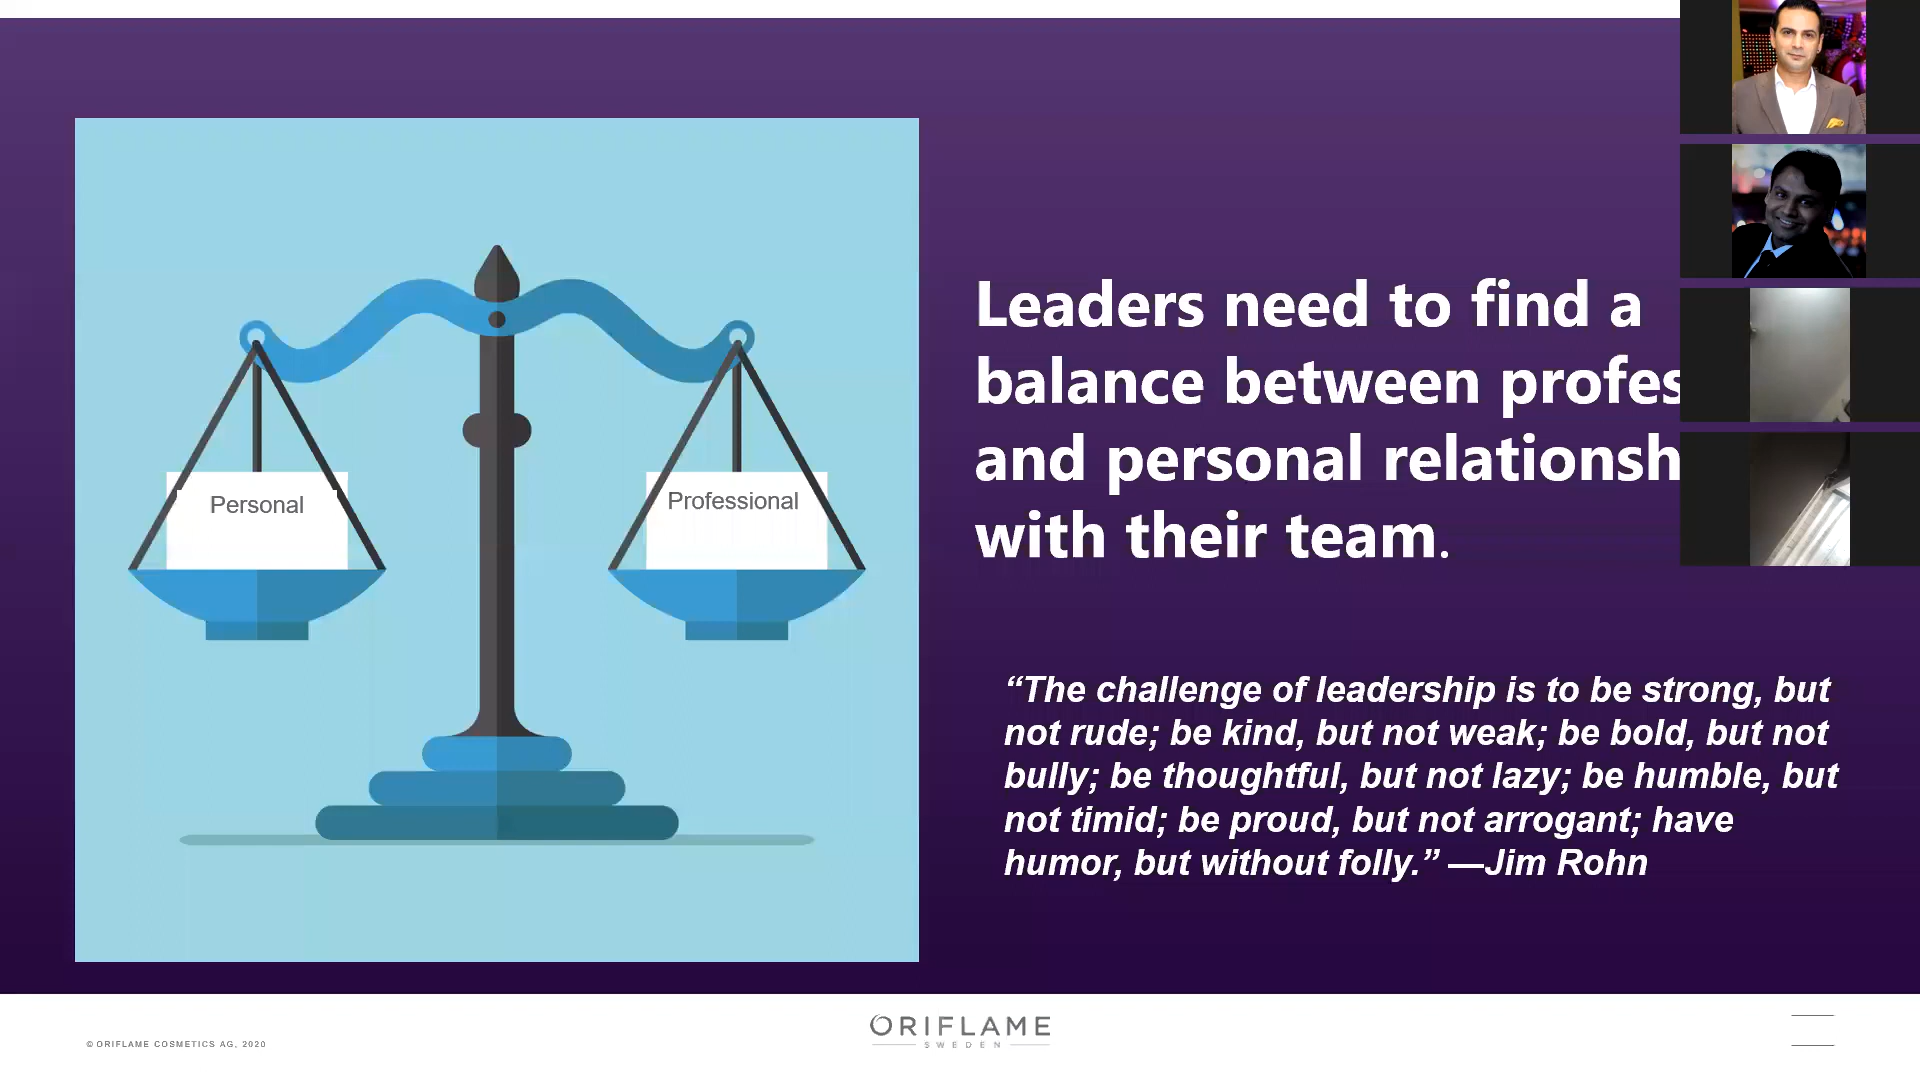 Personal
Professional
Leaders need to find a
balance between profes
and personal relationsh
with their team.
“The challenge of leadership is to be strong, but
not rude; be kind, but not weak; be bold, but not
bully; be thoughtful, but not lazy; be humble, but
not timid; be proud, but not arrogant; have
humor, but without folly.” —Jim Rohn
© ORIFLAME COSMETICS AG, 2020
ORIFLAME
SWEDEN